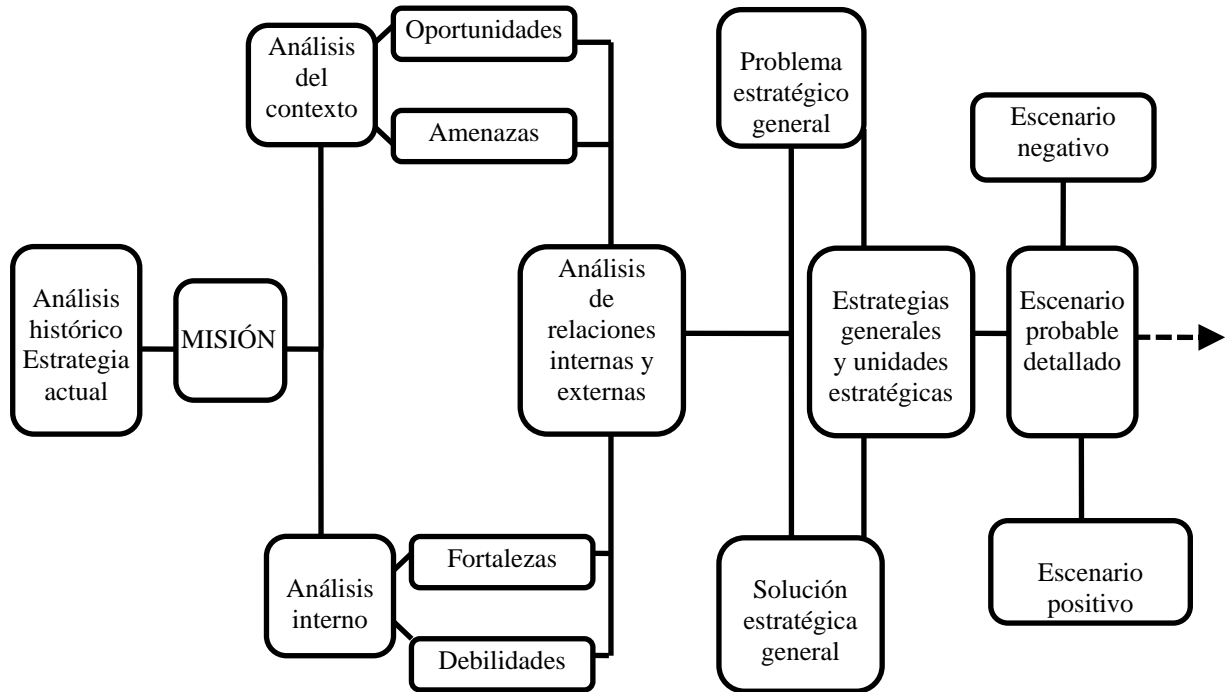 Análisis
histórico
Estrategia
actual
MISIÓN
Análisis
del
contexto
Oportunidades
Amenazas
Análisis
interno
Fortalezas
Debilidades
Análisis
de
relaciones
internas y
externas
Problema
estratégico
general
Solución
estratégica
general
Estrategias
generales
y unidades
estratégicas
Escenario
negativo
Escenario
probable
detallado
Escenario
positivo